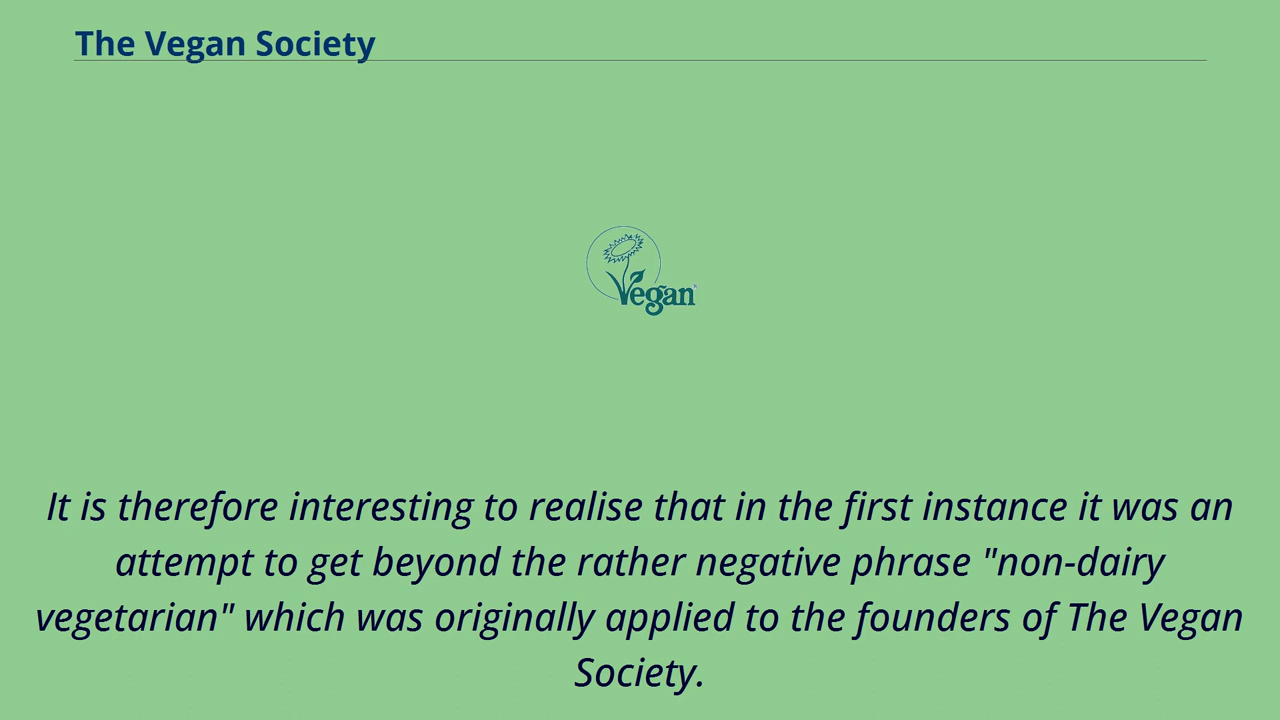 The Vegan Society
Vegan
It is therefore interesting to realise that in the first instance it was an
attempt to get beyond the rather negative phrase "non-dairy
vegetarian" which was originally applied to the founders of The Vegan
Society.